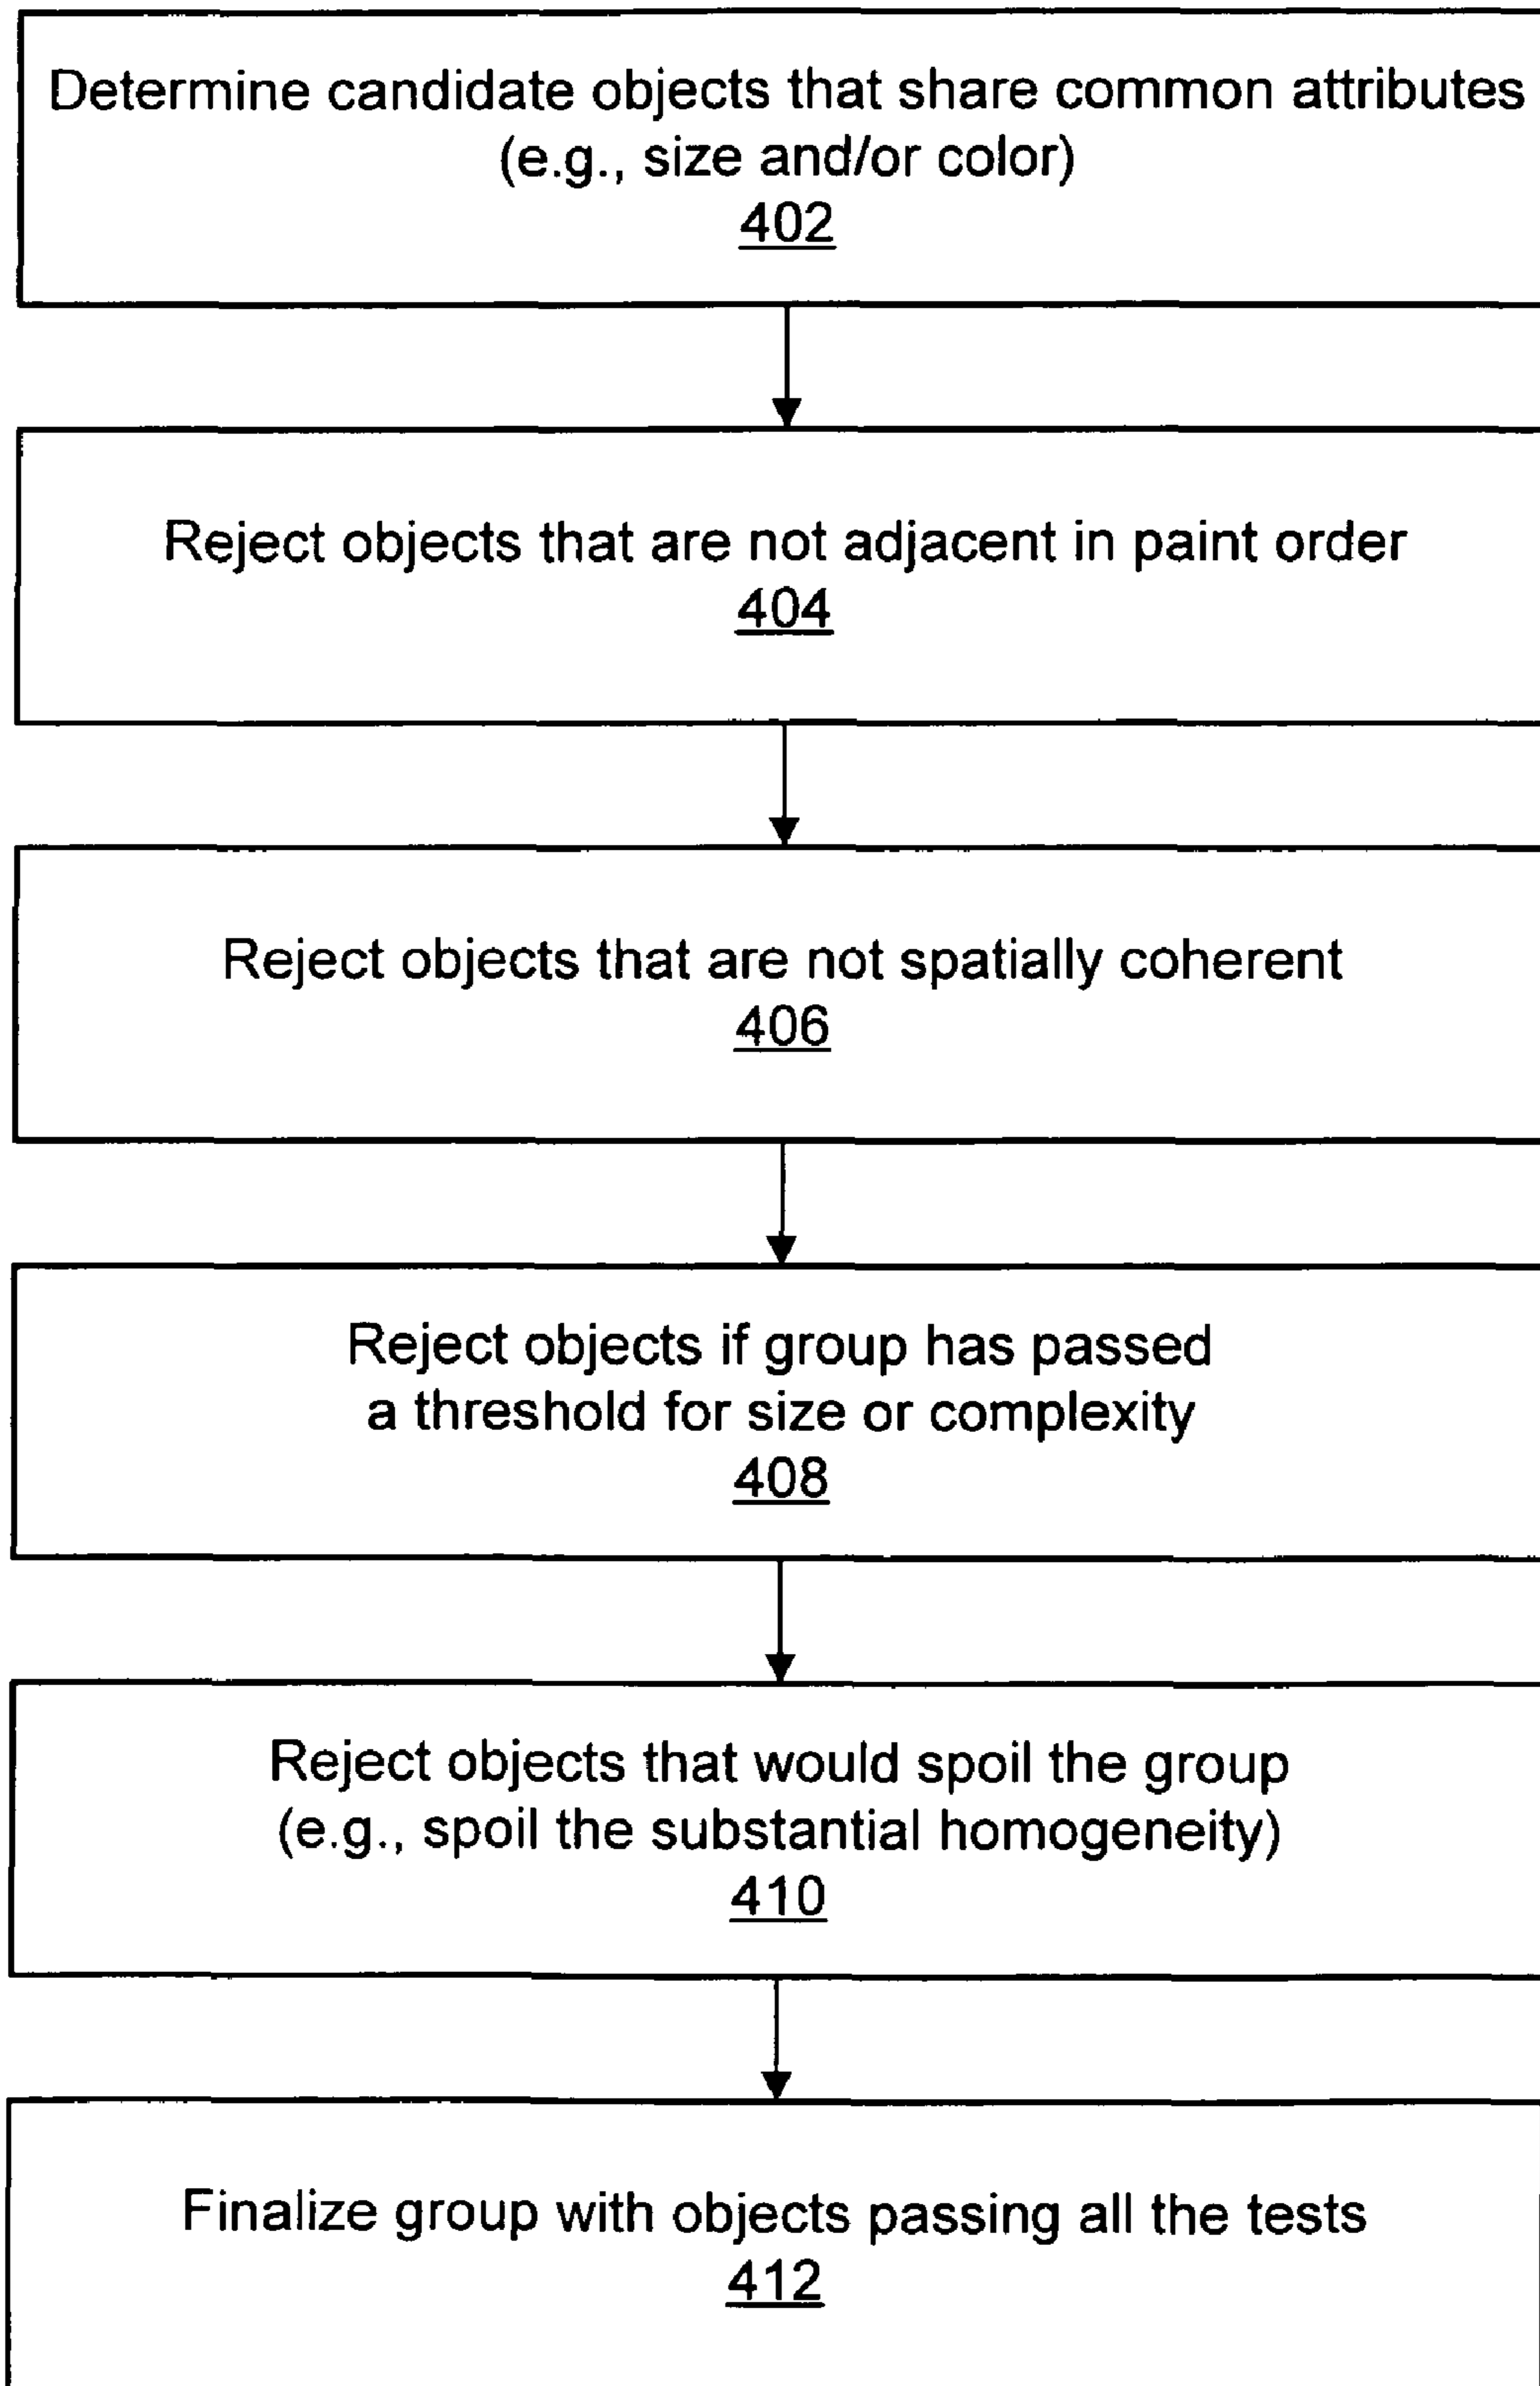 Determine candidate objects that share common attributes
(e.g., size and/or color)
402
Reject objects that are not adjacent in paint order
404
Reject objects that are not spatially coherent
406
Reject objects if group has passed
a threshold for size or complexity
408
Reject objects that would spoil the group
(e.g., spoil the substantial homogeneity)
410
Finalize group with objects passing all the tests
412